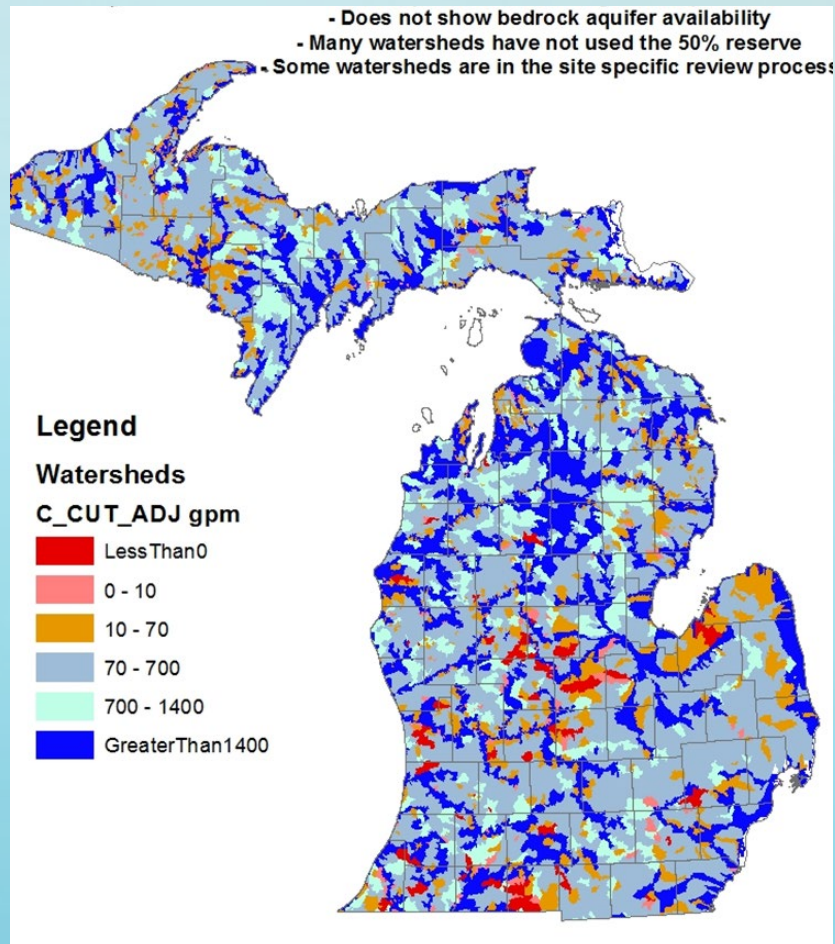 - Does not show bedrock aquifer availability
- Many watersheds have not used the 50% reserve
- Some watersheds are in the site specific review process
Legend
Watersheds
C_CUT_ADJ gpm
LessThan0
0 - 10
10 - 70
70 - 700
700 - 1400
GreaterThan1400